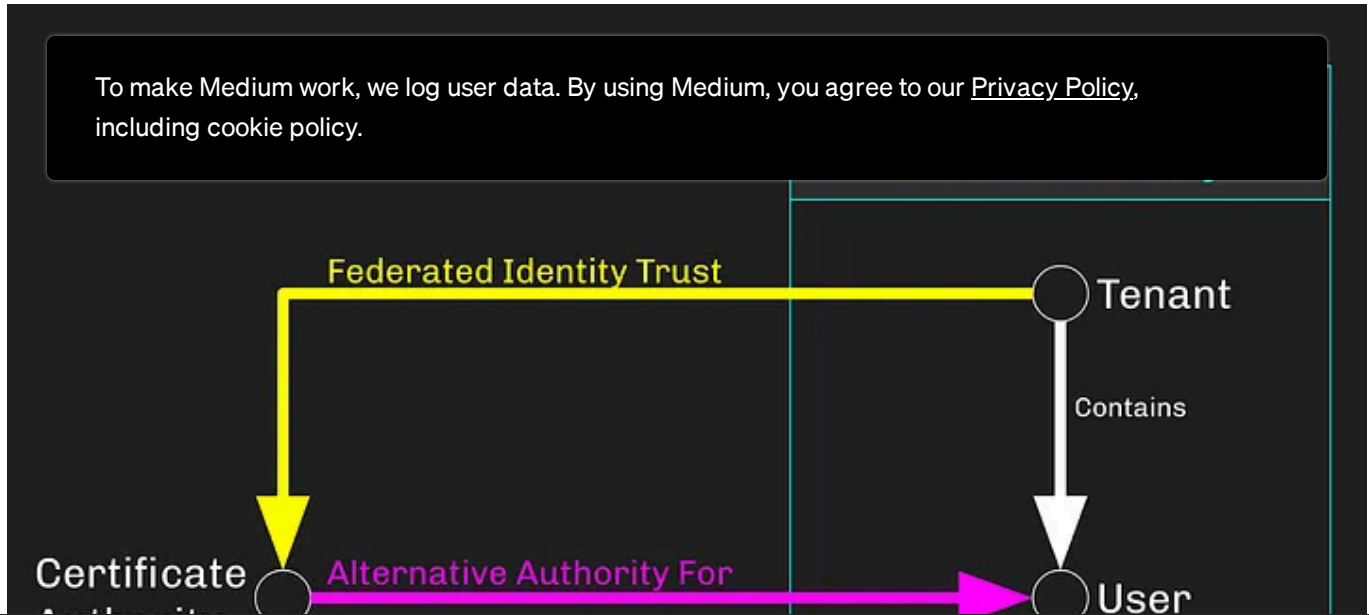 To make Medium work, we log user data. By using Medium, you agree to our Privacy Policy,
including cookie policy.
Federated Identity Trust
Tenant
Contains
Certificate
Alternative Authority For
User